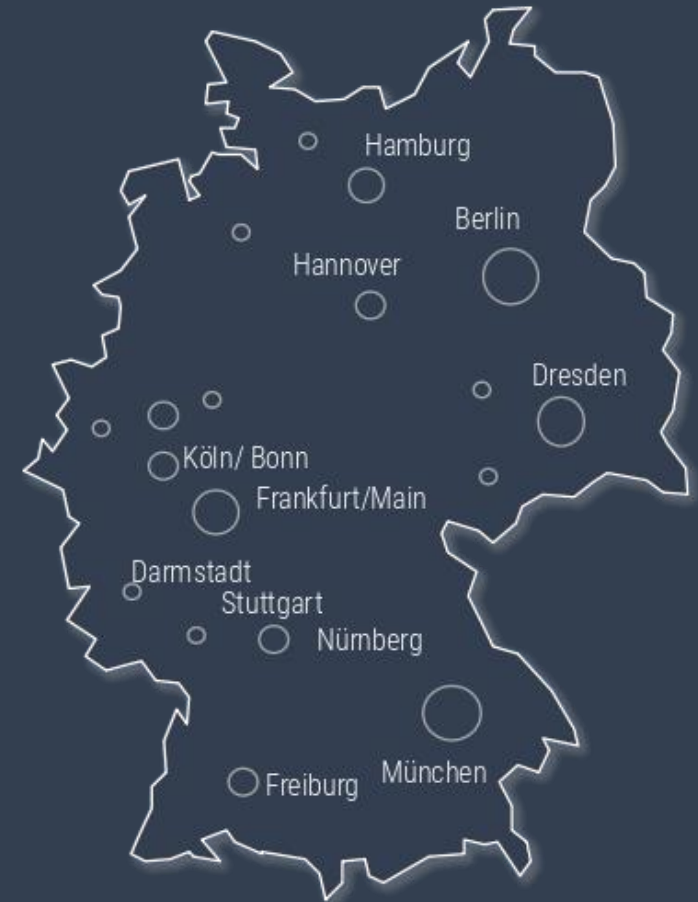 Hamburg
Berlin
Hannover
Dresden
Köln/ Bonn
Frankfurt/Main
Darmstadt
Stuttgart
Nürnberg
München
Freiburg